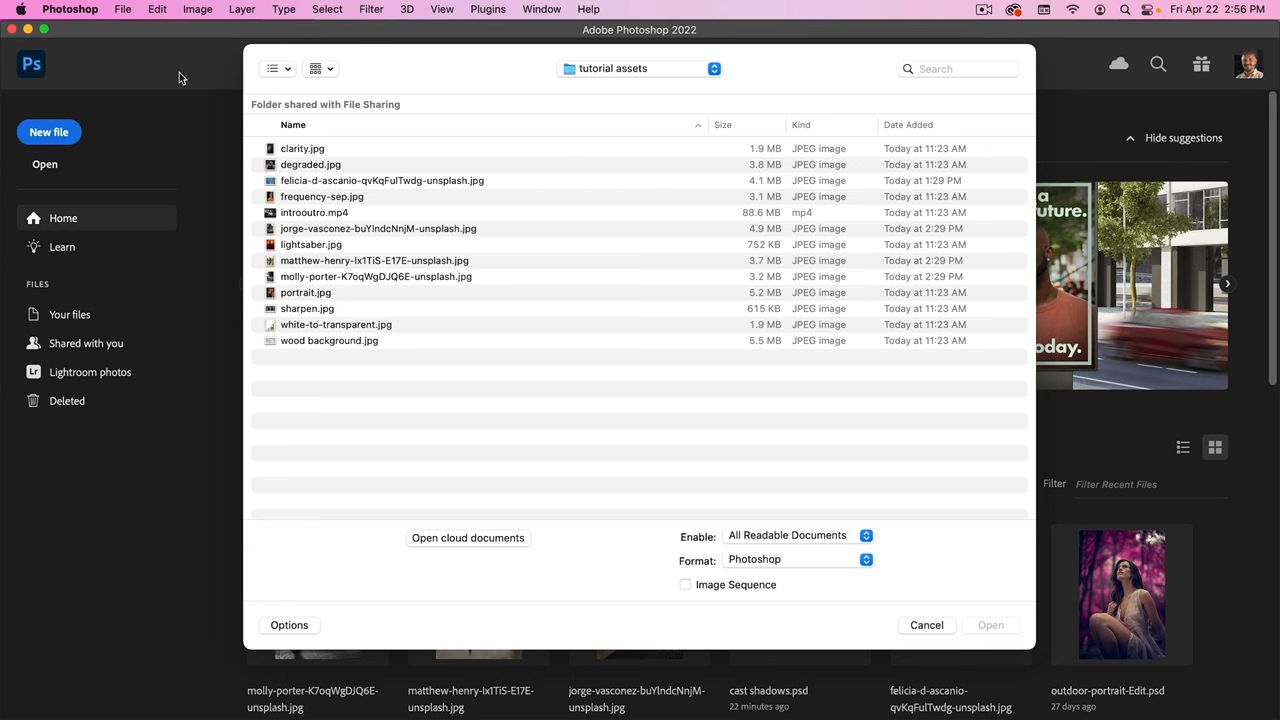 Photoshop File Edit Image Layer Type Select Filter 3D View Plugins Window Help Fri Apr 22 2:56 PM
Adobe Photoshop 2022
Ps
tutorial assets
Search
Folder shared with File Sharing
Name Size Kind Date Added
New file
Open
Hide suggestions
clarity.jpg 1.9 MB JPEG image Today at 11:23 AM
degraded.jpg 3.8 MB JPEG image Today at 11:23 AM
felicia-d-ascanio-qvKqFulTwdg-unsplash.jpg 4.1 MB JPEG image Today at 1:29 PM
frequency-sep.jpg 3.1 MB JPEG image Today at 11:23 AM
introoutro.mp4 88.6 MB mp4 Today at 11:23 AM
jorge-vasconez-buYlndcNnjM-unsplash.jpg 4.9 MB JPEG image Today at 2:29 PM
lightsaber.jpg 752 KB JPEG image Today at 11:23 AM
matthew-henry-Ix1TiS-E17E-unsplash.jpg 3.7 MB JPEG image Today at 2:29 PM
molly-porter-K7oqWgDJQ6E-unsplash.jpg 3.2 MB JPEG image Today at 2:29 PM
portrait.jpg 5.2 MB JPEG image Today at 11:23 AM
sharpen.jpg 615 KB JPEG image Today at 11:23 AM
white-to-transparent.jpg 1.9 MB JPEG image Today at 11:23 AM
wood background.jpg 5.5 MB JPEG image Today at 11:23 AM
Home
Learn
FILES
Your files
Shared with you
Lr Lightroom photos
Deleted
a
uture.
oday.
Filter Filter Recent Files
Open cloud documents
Enable: All Readable Documents
Format: Photoshop
Image Sequence
Options
Cancel
Open
molly-porter-K7oqWgDJQ6E-
unsplash.jpg
matthew-henry-Ix1TiS-E17E-
unsplash.jpg
jorge-vasconez-buYlndcNnjM-
unsplash.jpg
cast shadows.psd
22 minutes ago
felicia-d-ascanio-
qvKqFulTwdg-unsplash.jpg
outdoor-portrait-Edit.psd
27 days ago